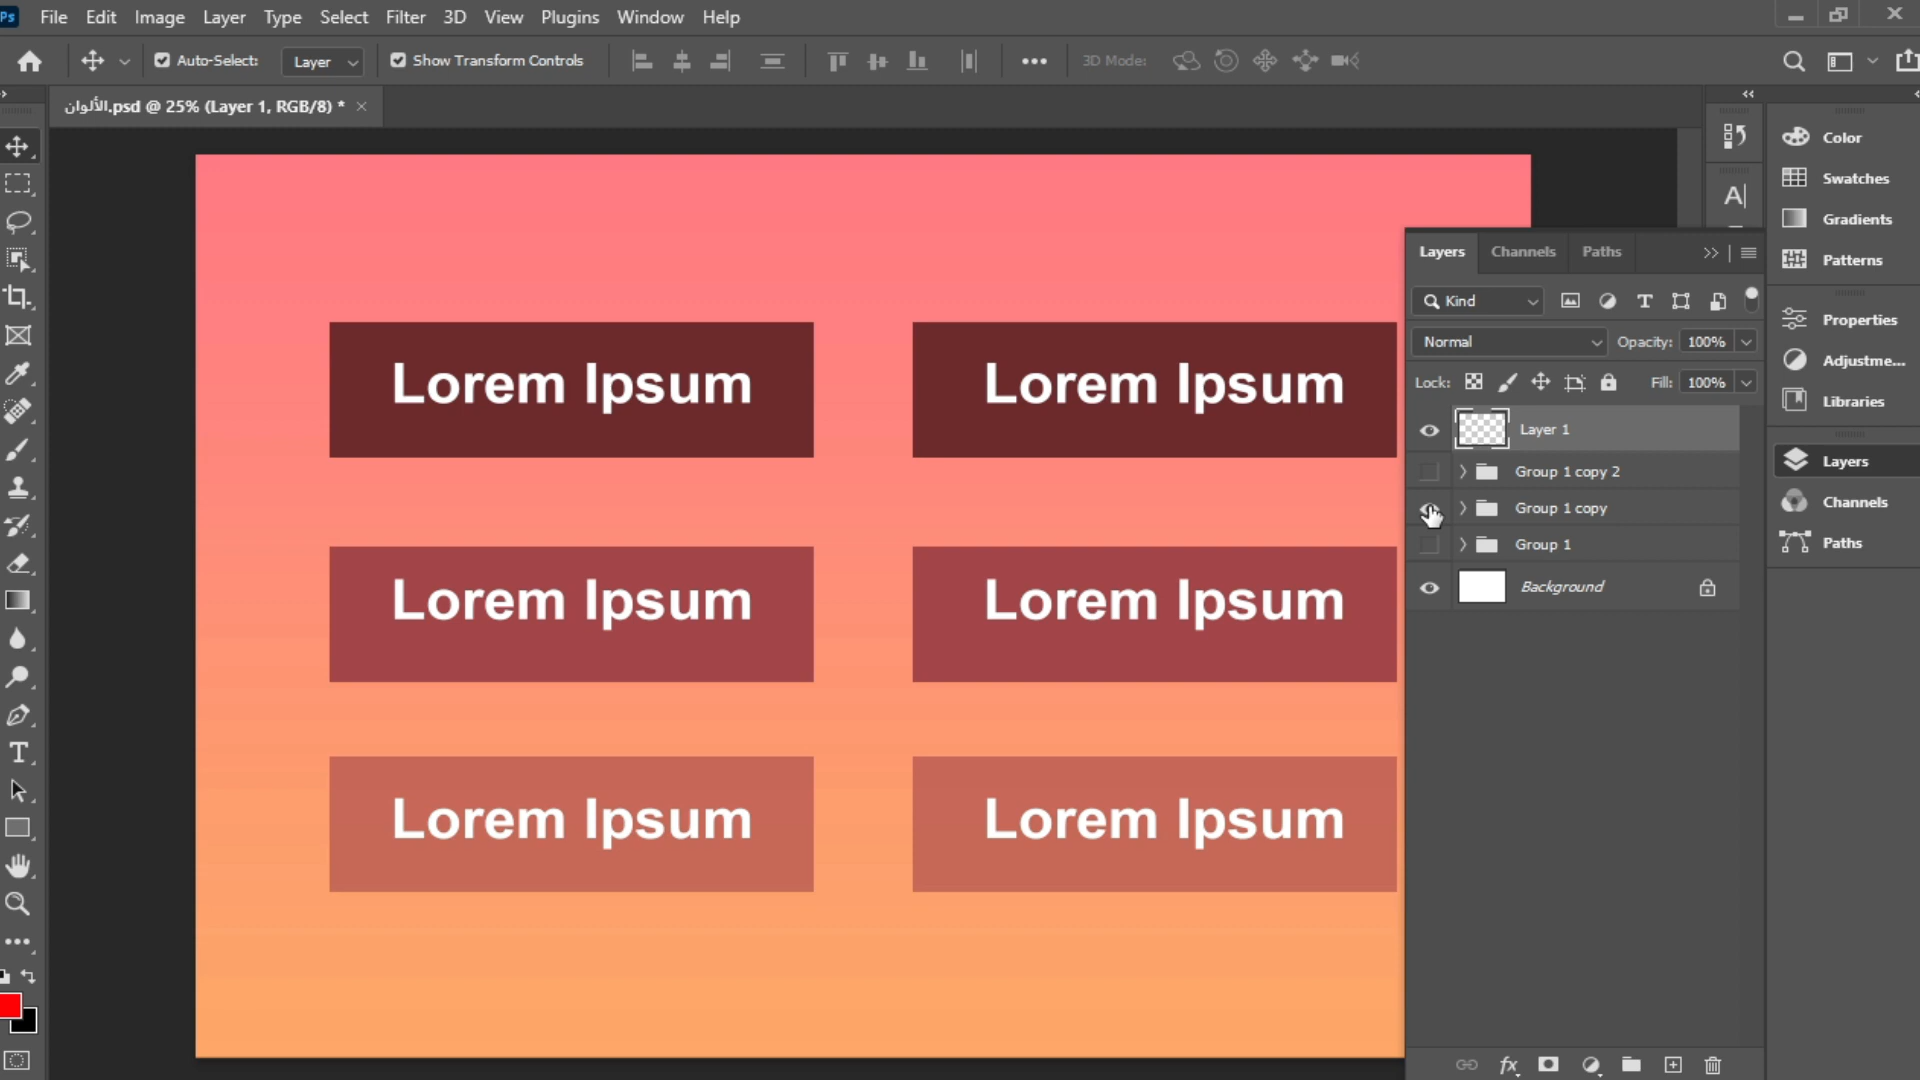 Ps File Edit Image Layer Type Select Filter 3D View Plugins Window Help
Auto-Select: Layer Show Transform Controls 3D Mode:
الألوان.psd @ 25% (Layer 1, RGB/8) *
Lorem Ipsum Lorem Ipsum
Lorem Ipsum Lorem Ipsum
Lorem Ipsum Lorem Ipsum
Layers Channels Paths
Kind
Normal Opacity: 100%
Lock: Fill: 100%
Layer 1
Group 1 copy 2
Group 1 copy
Group 1
Background
fx
Color
Swatches
Gradients
Patterns
Properties
Adjustme...
Libraries
Layers
Channels
Paths